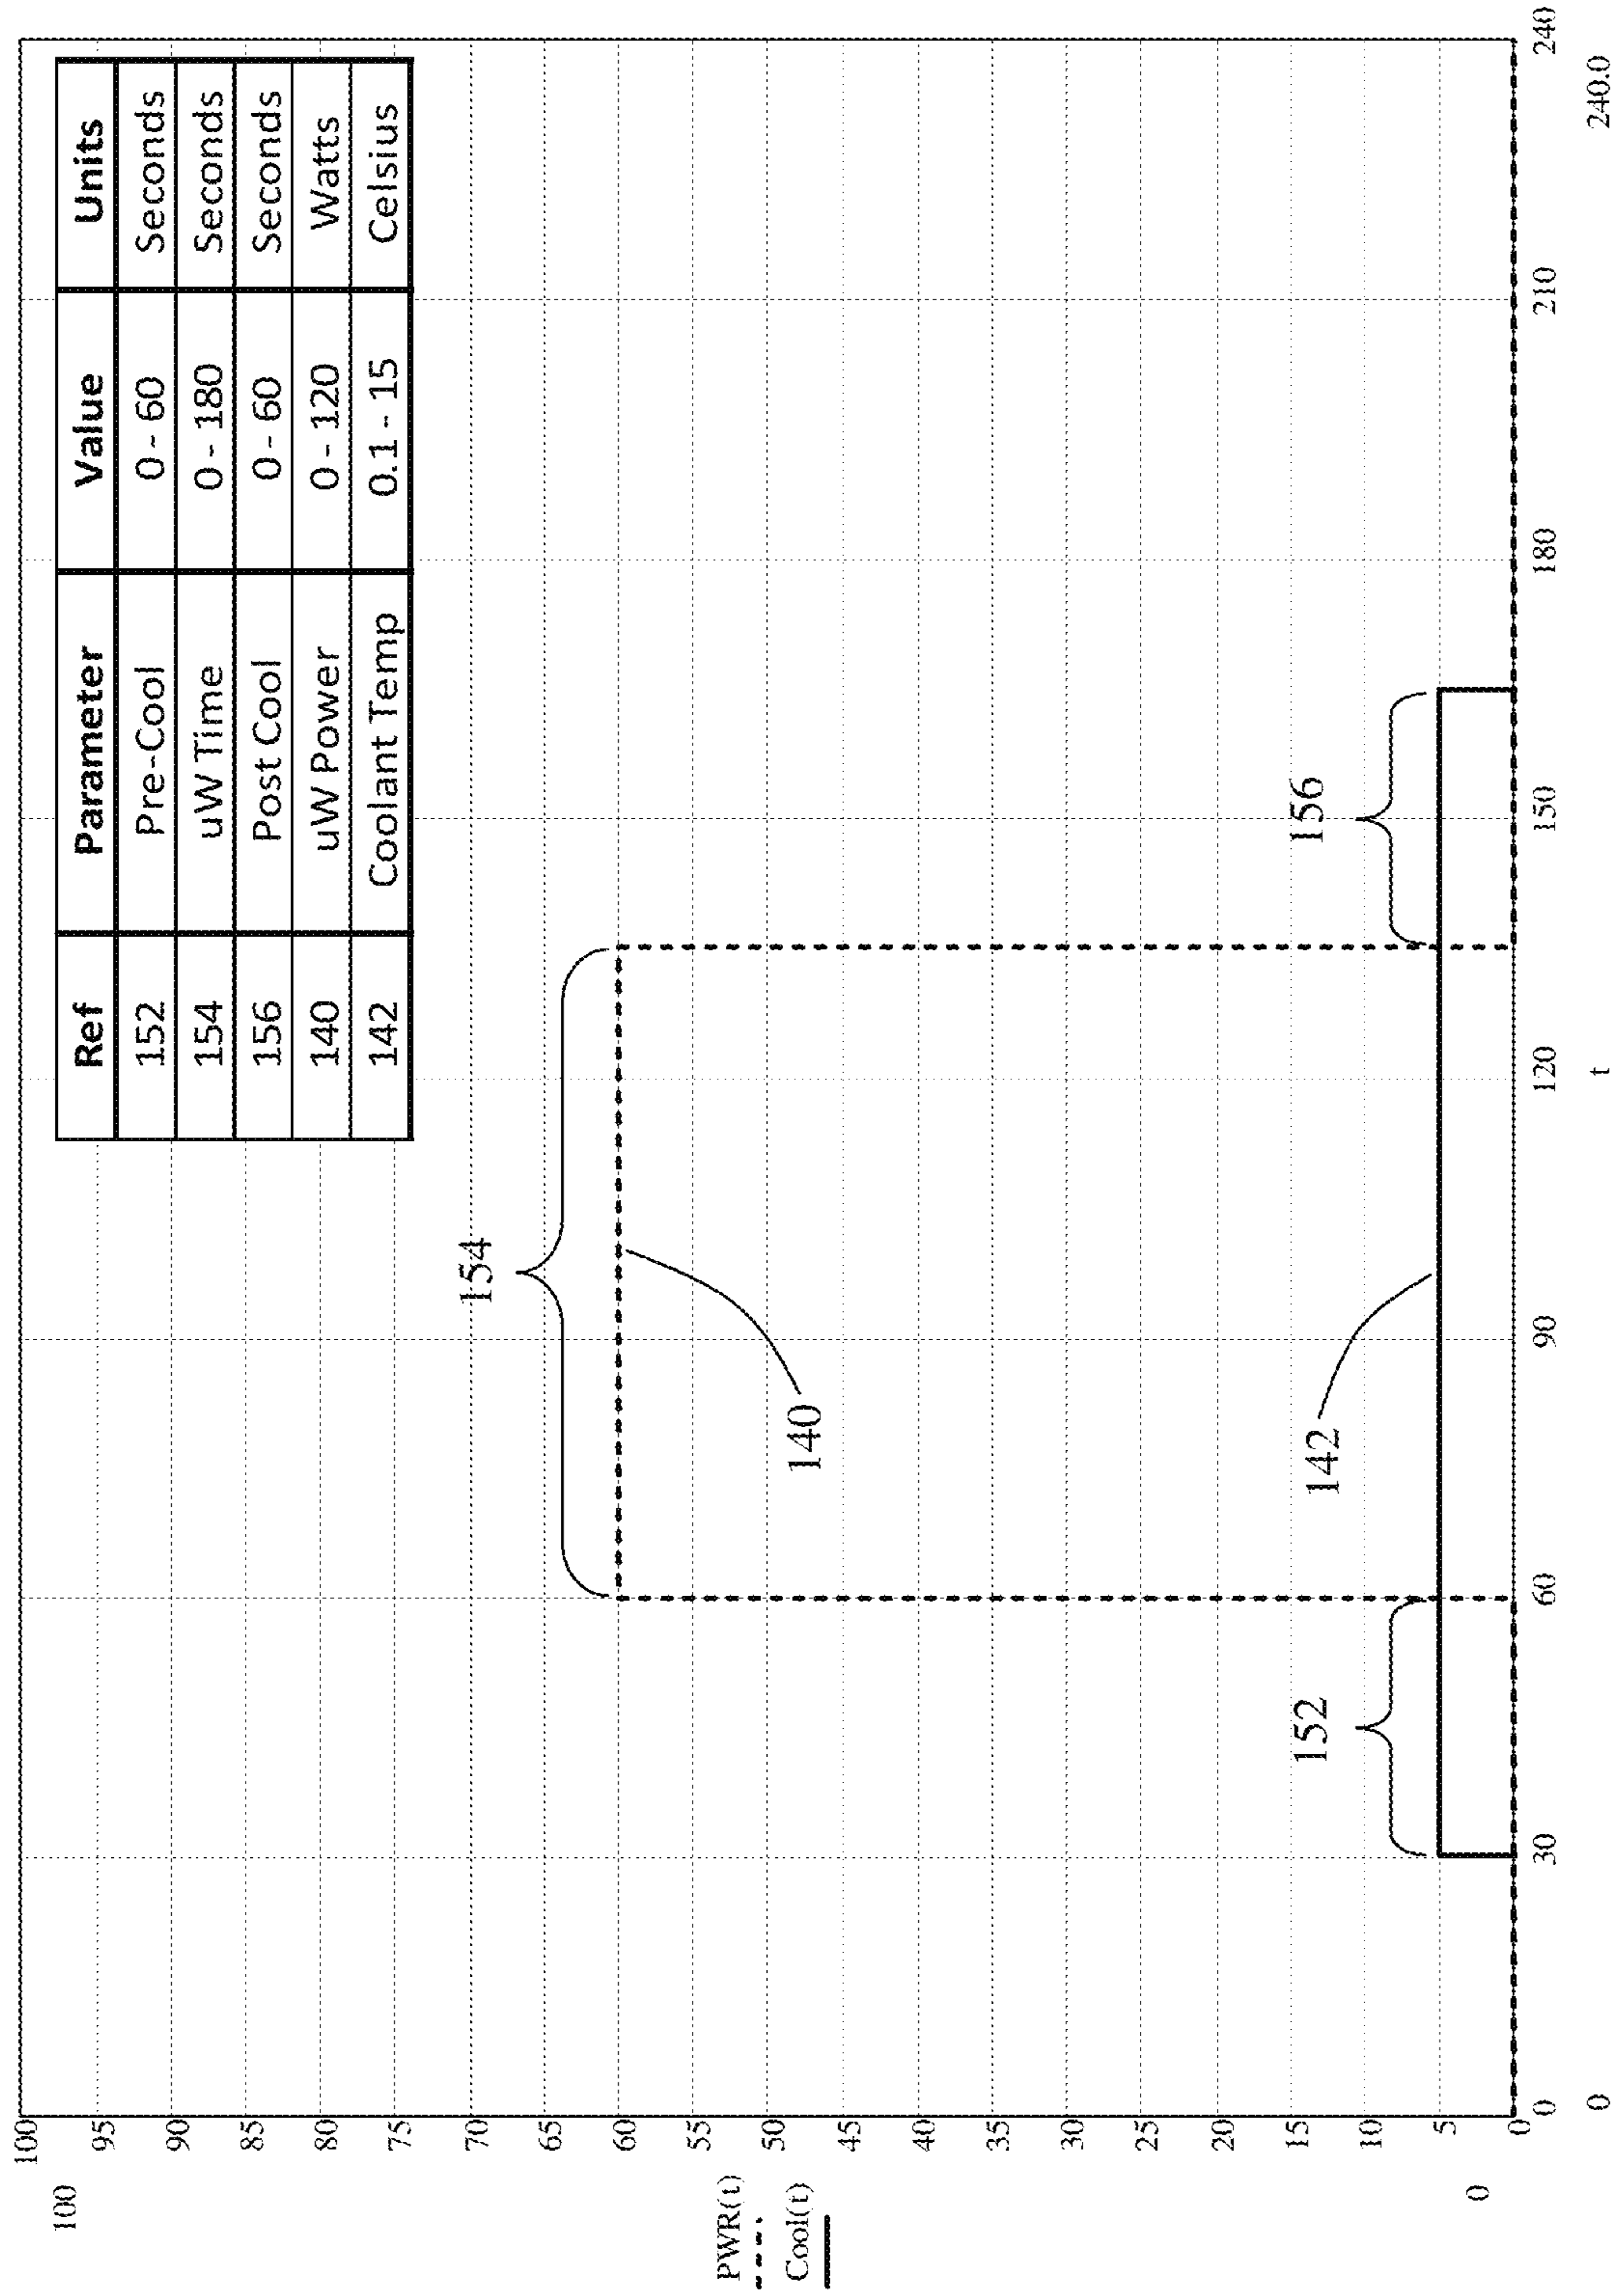 100
100
95
90
85
80
75
70
65
60
55
50
45
40
35
30
25
20
15
10
5
0
0
PWR(t)
Cool(t)
Ref Parameter Value Units
152 Pre-Cool 0 - 60 Seconds
154 uW Time 0 - 180 Seconds
156 Post Cool 0 - 60 Seconds
140 uW Power 0 - 120 Watts
142 Coolant Temp 0.1 - 15 Celsius
154
140
152
142
156
0 30 60 90 120 150 180 210 240
0 t 240.0